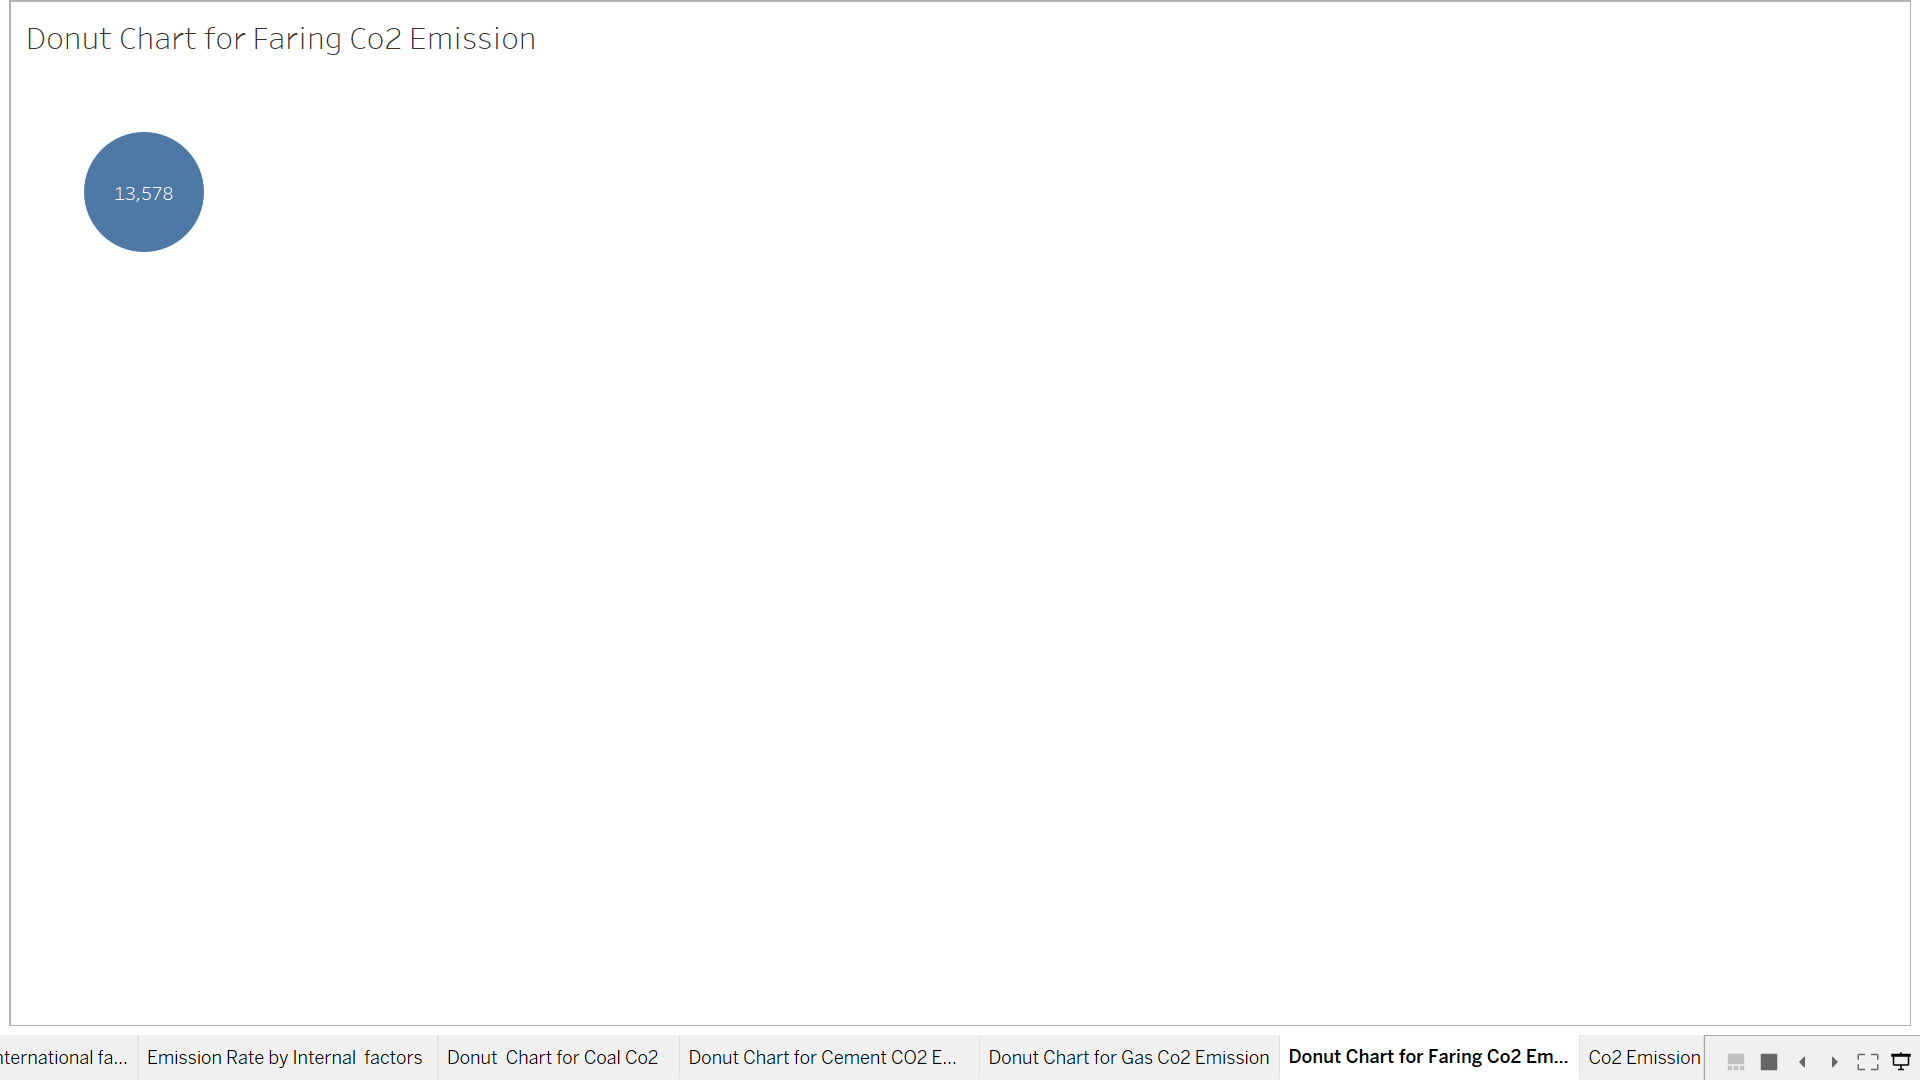 Donut Chart for Faring Co2 Emission
13,578
nternational fa...
Emission Rate by Internal  factors
Donut  Chart for Coal Co2
Donut Chart for Cement CO2 E...
Donut Chart for Gas Co2 Emission
Donut Chart for Faring Co2 Em...
Co2 Emission